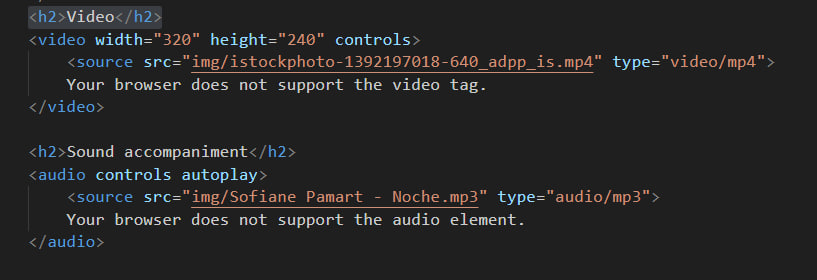 <h2>Video</h2>
<video width="320" height="240" controls>
<source src="img/istockphoto-1392197018-640_adpp_is.mp4" type="video/mp4">
Your browser does not support the video tag.
</video>
<h2>Sound accompaniment</h2>
<audio controls autoplay>
<source src="img/Sofiane Pamart - Noche.mp3" type="audio/mp3">
Your browser does not support the audio element.
</audio>